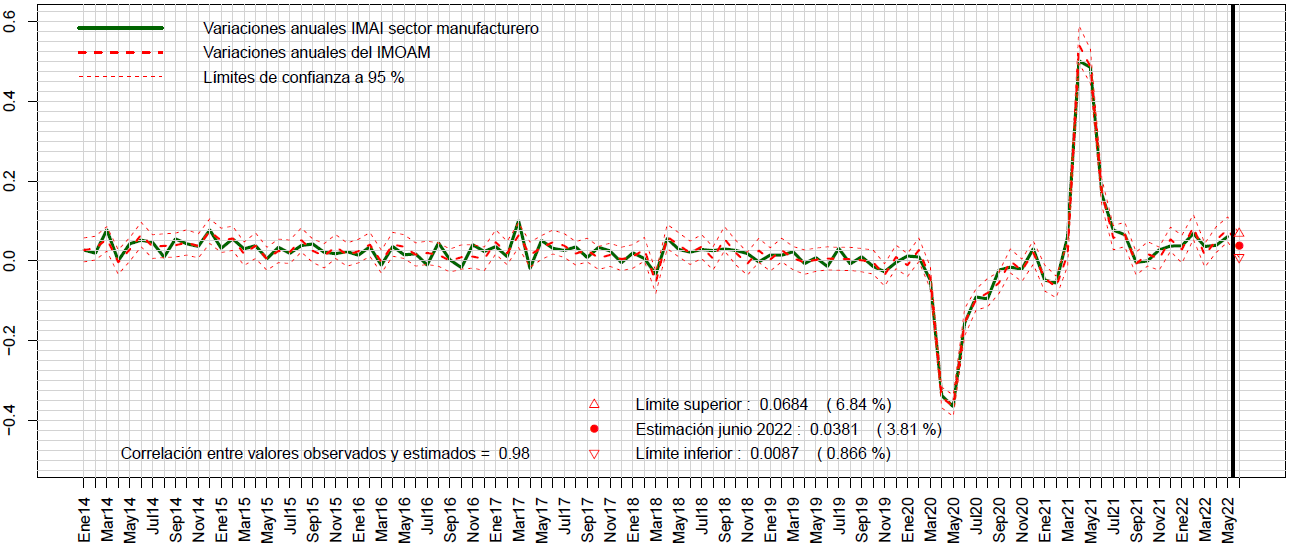 0.6
0.4
0.2
0.0
−0.2
−0.4
Variaciones anuales IMAI sector manufacturero
Variaciones anuales del IMOAM
Límites de confianza a 95 %
Límite superior : 0.0684 ( 6.84 %)
Estimación junio 2022 : 0.0381 ( 3.81 %)
Límite inferior : 0.0087 ( 0.866 %)
Correlación entre valores observados y estimados = 0.98
Ene14
Mar14
May14
Jul14
Sep14
Nov14
Ene15
Mar15
May15
Jul15
Sep15
Nov15
Ene16
Mar16
May16
Jul16
Sep16
Nov16
Ene17
Mar17
May17
Jul17
Sep17
Nov17
Ene18
Mar18
May18
Jul18
Sep18
Nov18
Ene19
Mar19
May19
Jul19
Sep19
Nov19
Ene20
Mar20
May20
Jul20
Sep20
Nov20
Ene21
Mar21
May21
Jul21
Sep21
Nov21
Ene22
Mar22
May22